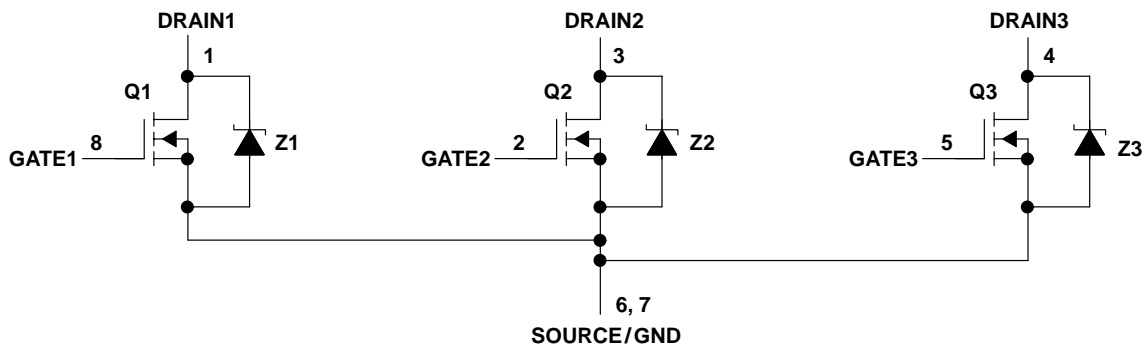 DRAIN1 DRAIN2 DRAIN3
1 3 4
Q1 Q2 Q3
8 Z1 2 Z2 5 Z3
GATE1 GATE2 GATE3
6, 7
SOURCE/GND